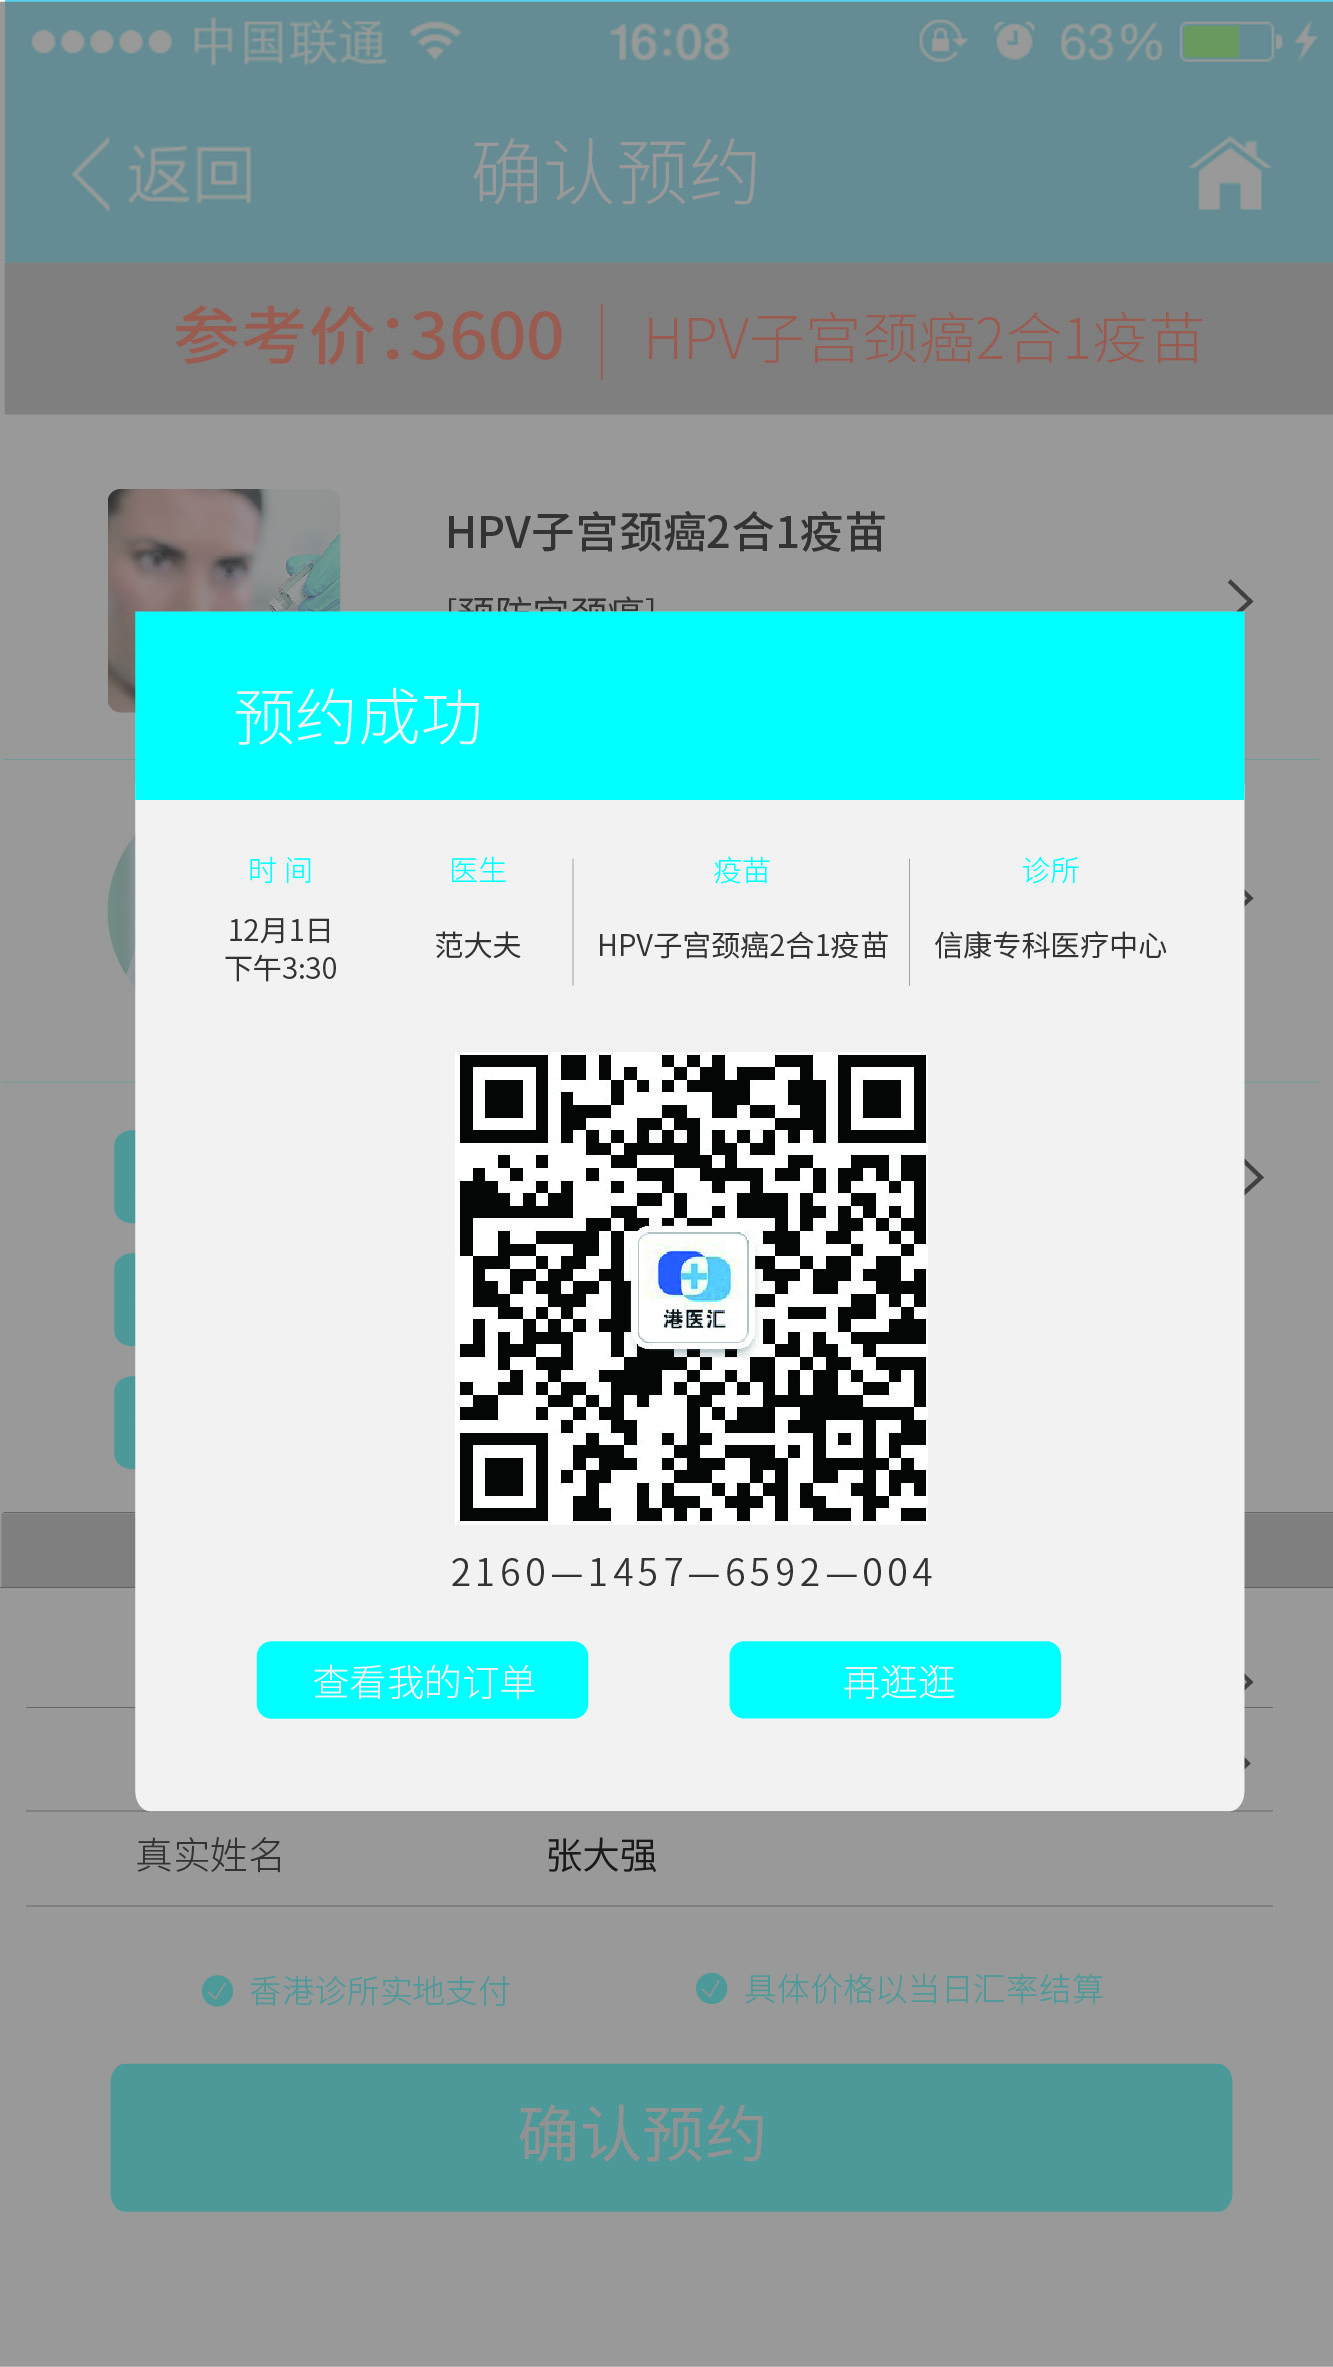 中国联通 16:08 63%
返回 确认预约
参考价:3600 HPV子宫颈癌2合1疫苗
HPV子宫颈癌2合1疫苗
[预防宫颈癌]
预约成功
时 间 医生 疫苗 诊所
12月1日
下午3:30
范大夫 HPV子宫颈癌2合1疫苗 信康专科医疗中心
港医汇
2160—1457—6592—004
查看我的订单 再逛逛
真实姓名 张大强
香港诊所实地支付 具体价格以当日汇率结算
确认预约